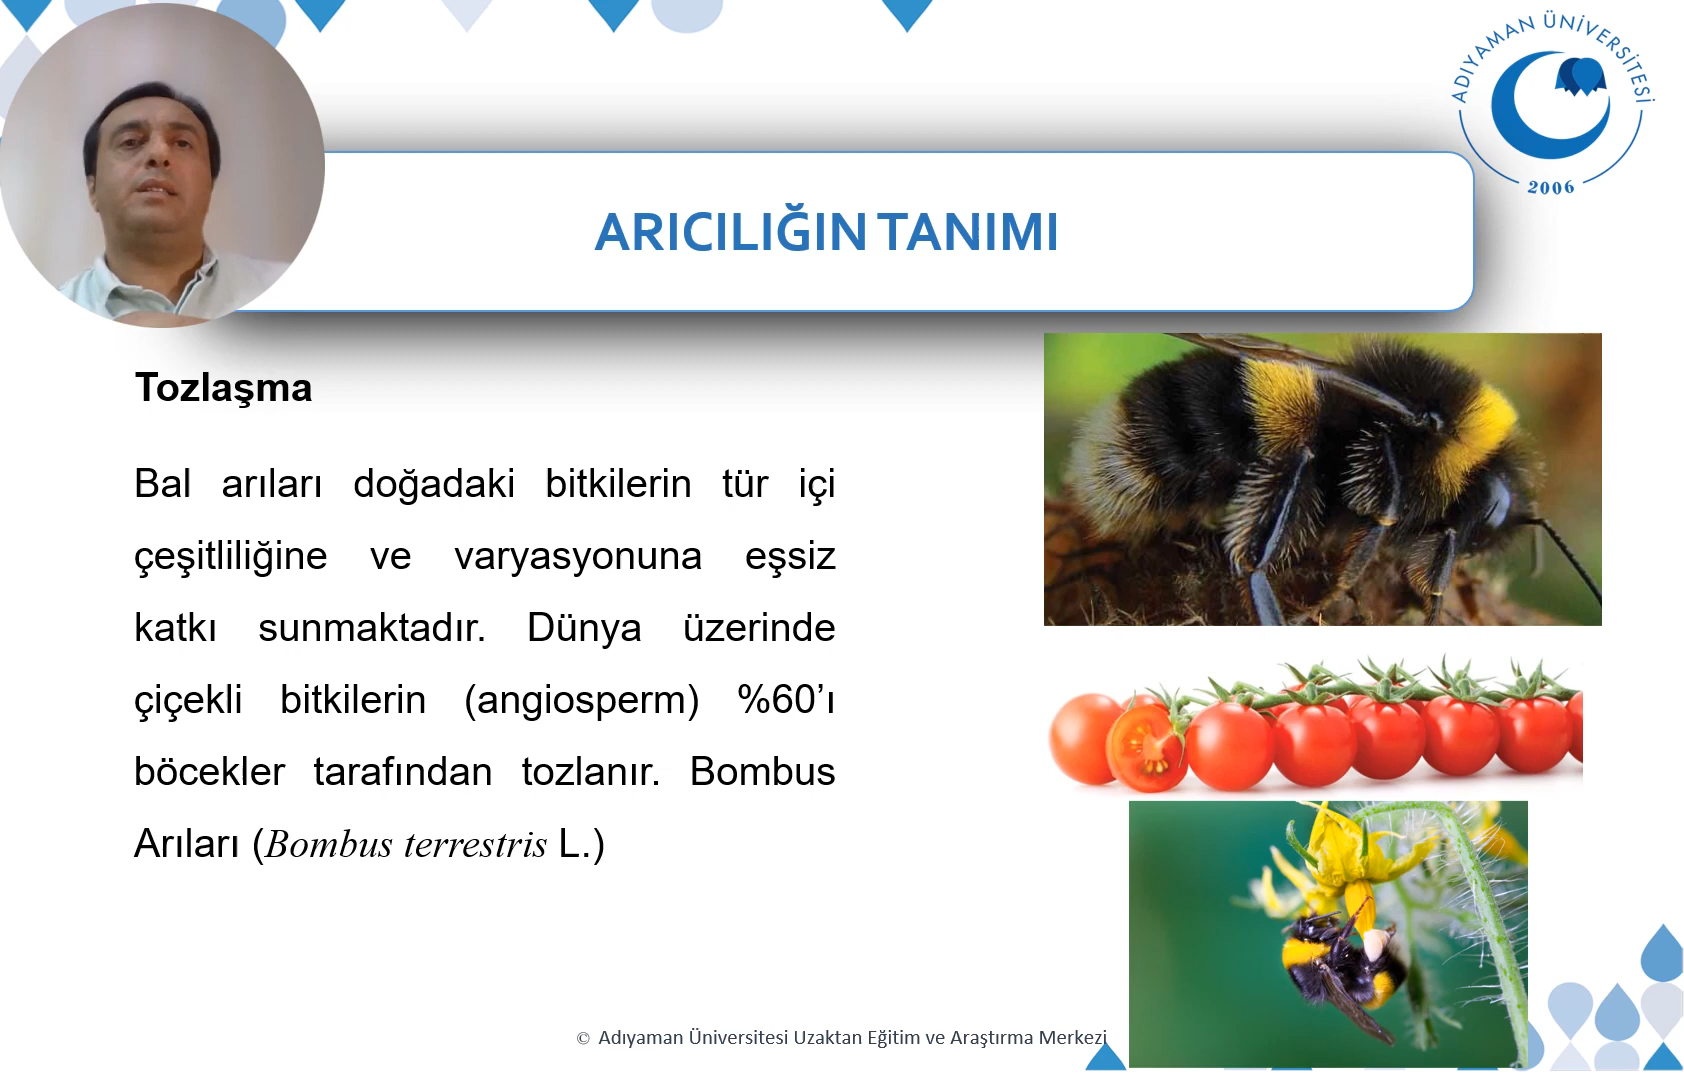 ADIYAMAN ÜNİVERSİTESİ
2006
ARICILIĞIN TANIMI
Tozlaşma
Bal arıları doğadaki bitkilerin tür içi
çeşitliliğine ve varyasyonuna eşsiz
katkı sunmaktadır. Dünya üzerinde
çiçekli bitkilerin (angiosperm) %60’ı
böcekler tarafından tozlanır. Bombus
Arıları (Bombus terrestris L.)
© Adıyaman Üniversitesi Uzaktan Eğitim ve Araştırma Merkezi